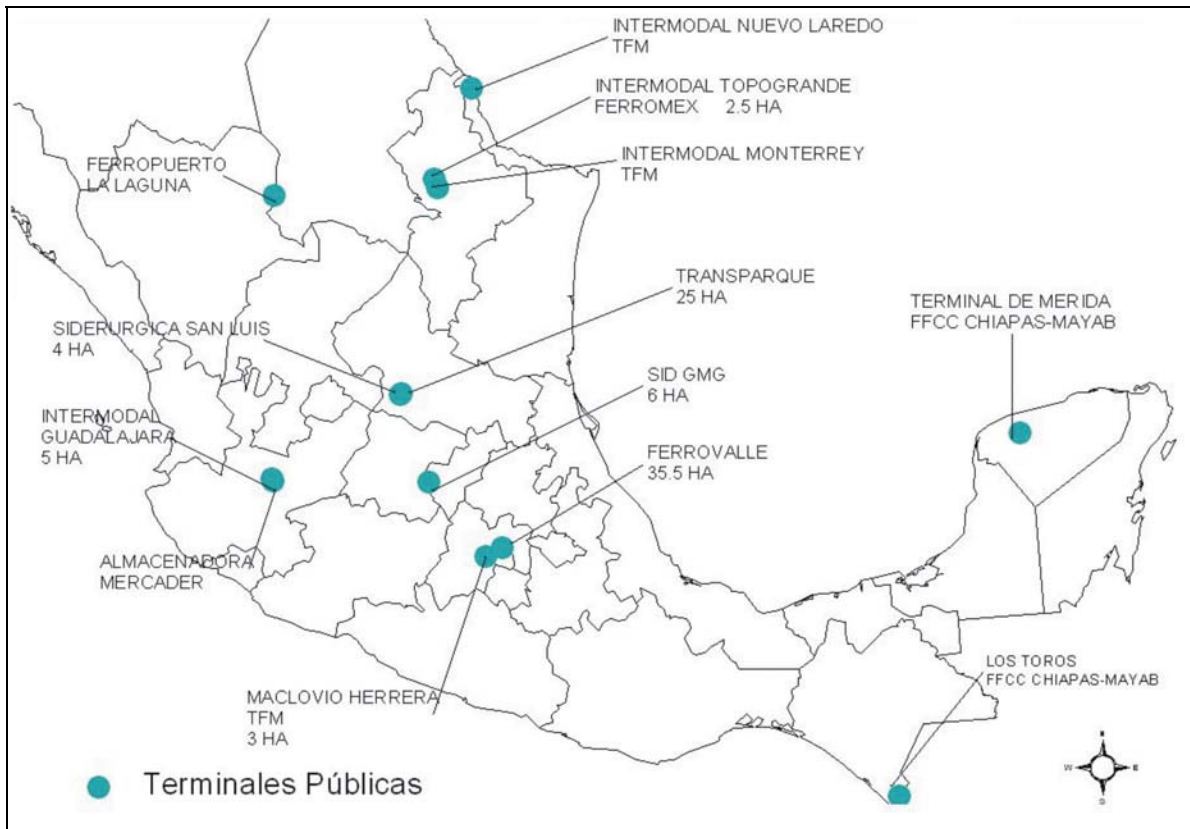 INTERMODAL NUEVO LAREDO
TFM
INTERMODAL TOPOGRANDE
FERROMEX 2.5 HA
INTERMODAL MONTERREY
TFM
FERROPUERTO
LA LAGUNA
TRANSPARQUE
25 HA
TERMINAL DE MERIDA
FFCC CHIAPAS-MAYAB
SIDERURGICA SAN LUIS
4 HA
SID GMG
6 HA
INTERMODAL
GUADALAJARA
5 HA
FERROVALLE
35.5 HA
ALMACENADORA
MERCADER
LOS TOROS
FFCC CHIAPAS-MAYAB
MACLOVIO HERRERA
TFM
3 HA
Terminales Públicas
W E